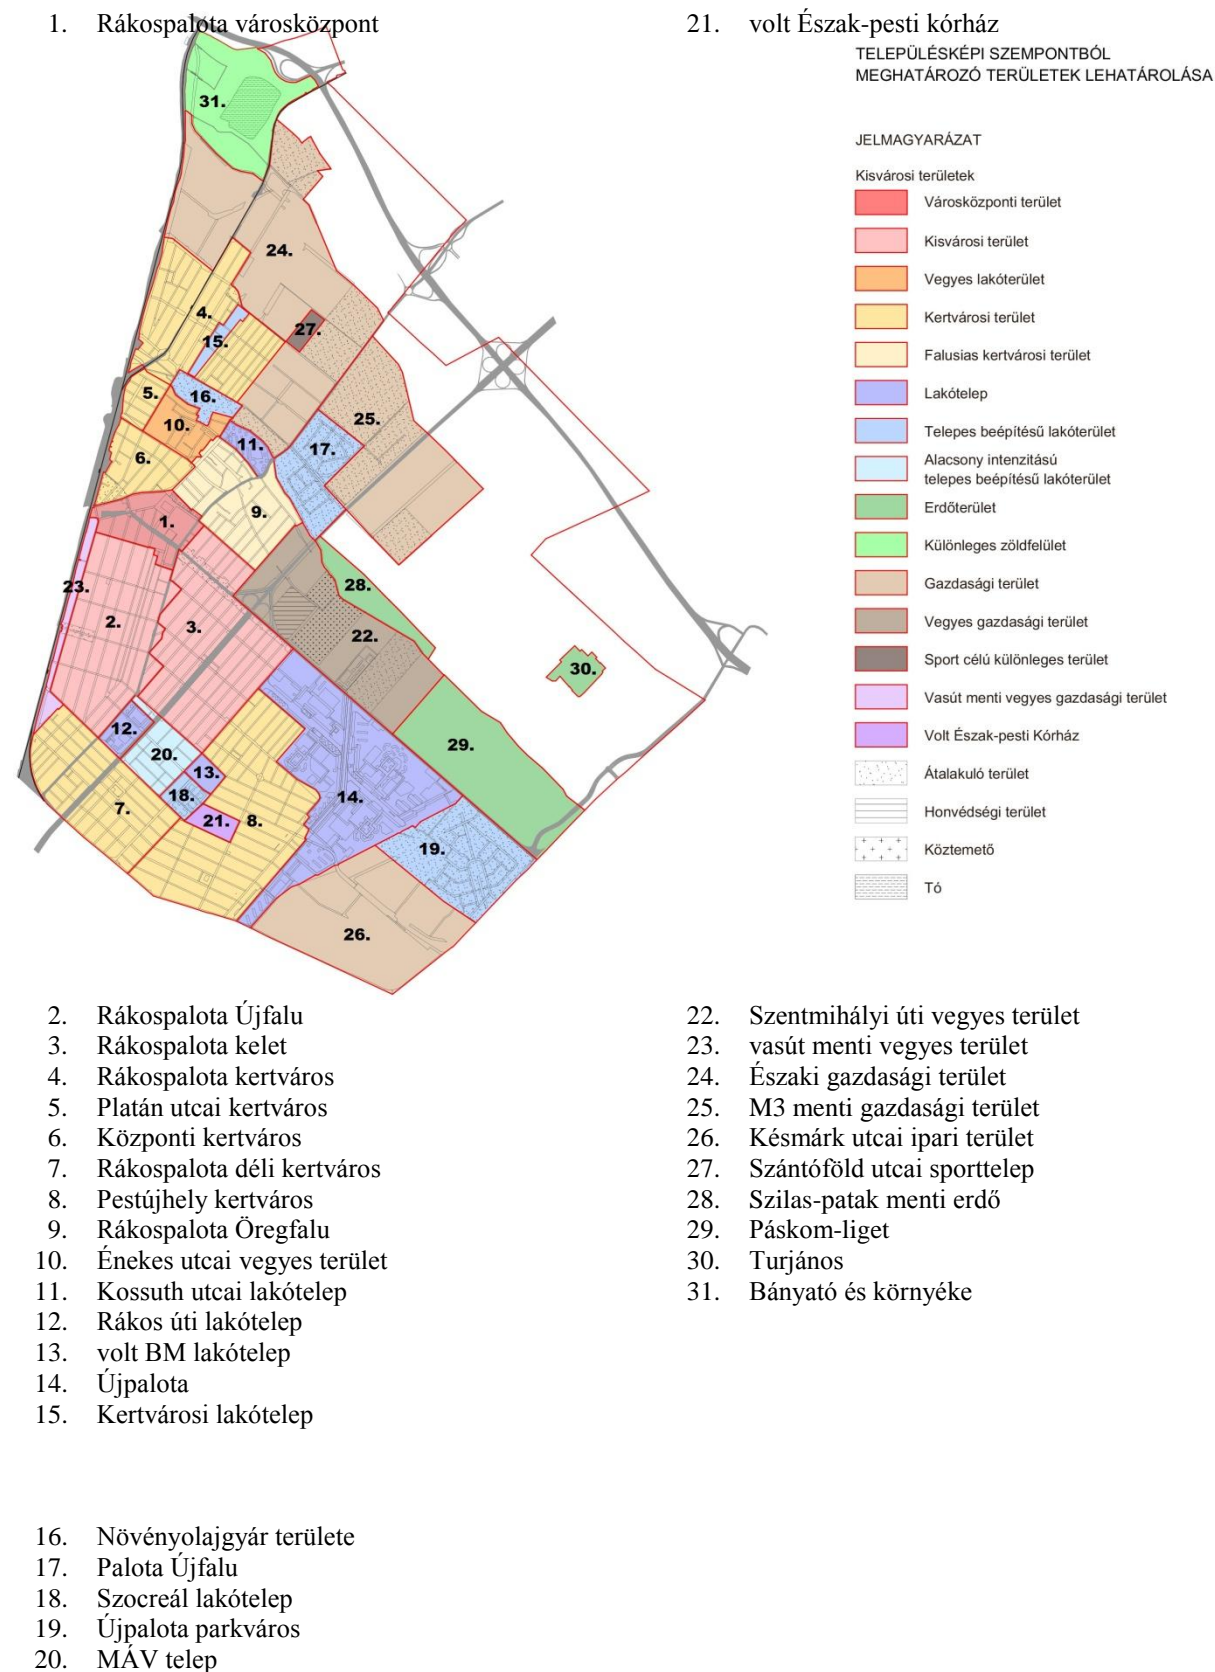 1. Rákospalota városközpont
21. volt Észak-pesti kórház
TELEPÜLÉSKÉPI SZEMPONTBÓL
MEGHATÁROZÓ TERÜLETEK LEHATÁROLÁSA
JELMAGYARÁZAT
Kisvárosi területek
Városközponti terület
Kisvárosi terület
Vegyes lakóterület
Kertvárosi terület
Falusias kertvárosi terület
Lakótelep
Telepes beépítésű lakóterület
Alacsony intenzitású
telepes beépítésű lakóterület
Erdőterület
Különleges zöldfelület
Gazdasági terület
Vegyes gazdasági terület
Sport célú különleges terület
Vasút menti vegyes gazdasági terület
Volt Észak-pesti Kórház
Átalakuló terület
Honvédségi terület
Köztemető
Tó
31.
24.
4.
27.
15.
5.
16.
10.
25.
11.
17.
6.
9.
1.
28.
23.
2.
3.
22.
30.
12.
20.
29.
13.
18.
14.
7.
21.
8.
19.
26.
2. Rákospalota Újfalu
3. Rákospalota kelet
4. Rákospalota kertváros
5. Platán utcai kertváros
6. Központi kertváros
7. Rákospalota déli kertváros
8. Pestújhely kertváros
9. Rákospalota Öregfalu
10. Énekes utcai vegyes terület
11. Kossuth utcai lakótelep
12. Rákos úti lakótelep
13. volt BM lakótelep
14. Újpalota
15. Kertvárosi lakótelep
16. Növényolajgyár területe
17. Palota Újfalu
18. Szocreál lakótelep
19. Újpalota parkváros
20. MÁV telep
22. Szentmihályi úti vegyes terület
23. vasút menti vegyes terület
24. Északi gazdasági terület
25. M3 menti gazdasági terület
26. Késmárk utcai ipari terület
27. Szántóföld utcai sporttelep
28. Szilas-patak menti erdő
29. Páskom-liget
30. Turjános
31. Bányató és környéke